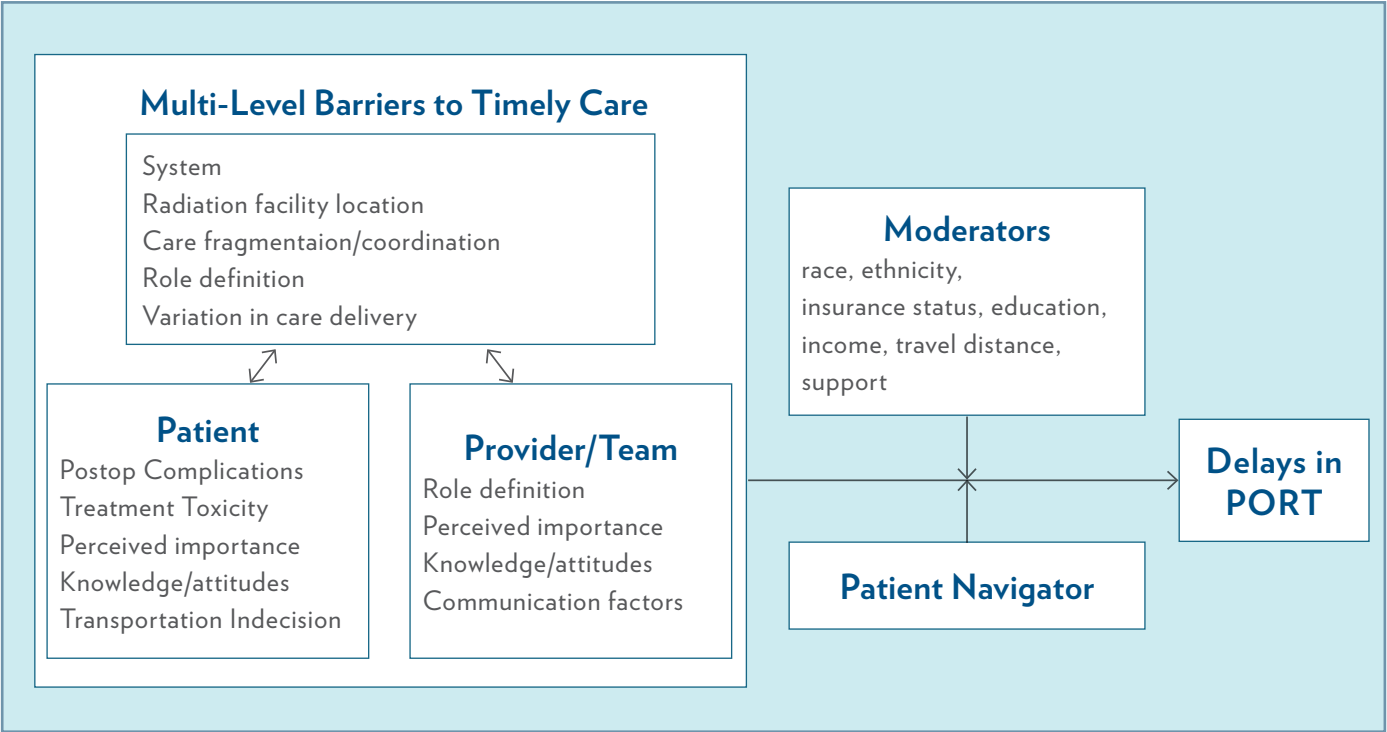 Multi-Level Barriers to Timely Care
System
Radiation facility location
Care fragmentaion/coordination
Role definition
Variation in care delivery
Patient
Postop Complications
Treatment Toxicity
Perceived importance
Knowledge/attitudes
Transportation Indecision
Provider/Team
Role definition
Perceived importance
Knowledge/attitudes
Communication factors
Moderators
race, ethnicity,
insurance status, education,
income, travel distance,
support
Patient Navigator
Delays in
PORT